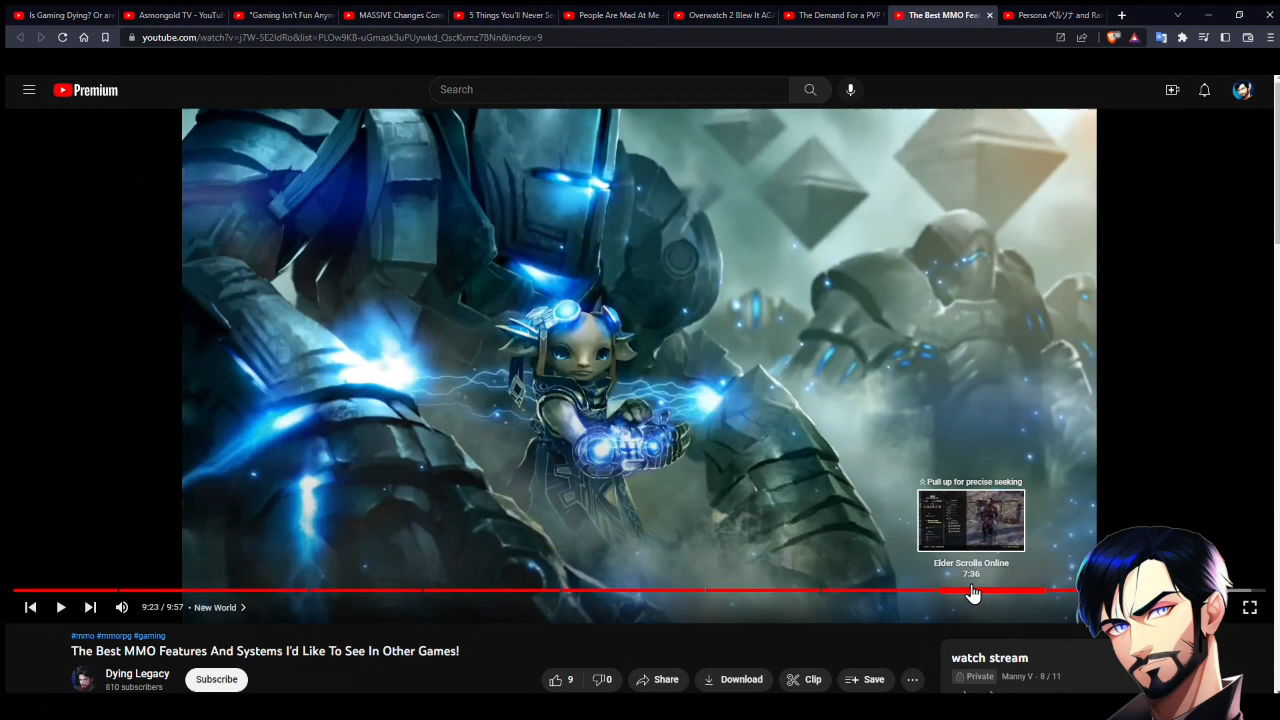 Is Gaming Dying? Or are
Asmongold TV - YouTu
"Gaming Isn't Fun Anym
MASSIVE Changes Com
5 Things You'll Never Se
People Are Mad At Me
Overwatch 2 Blew It AGA
The Demand For a PVP I
The Best MMO Feat
Persona ペルソナ and Rai
youtube.com/watch?v=j7W-5E2IdRo&list=PLOw9KB-uGmask3uPUywkd_QscKxmz7BNn&index=9
Premium
Search
Pull up for precise seeking
Elder Scrolls Online
7:36
9:23 / 9:57 • New World
#mmo #mmorpg #gaming
The Best MMO Features And Systems I'd Like To See In Other Games!
Dying Legacy
810 subscribers
Subscribe
9
0
Share
Download
Clip
Save
watch stream
Private
Manny V - 8 / 11